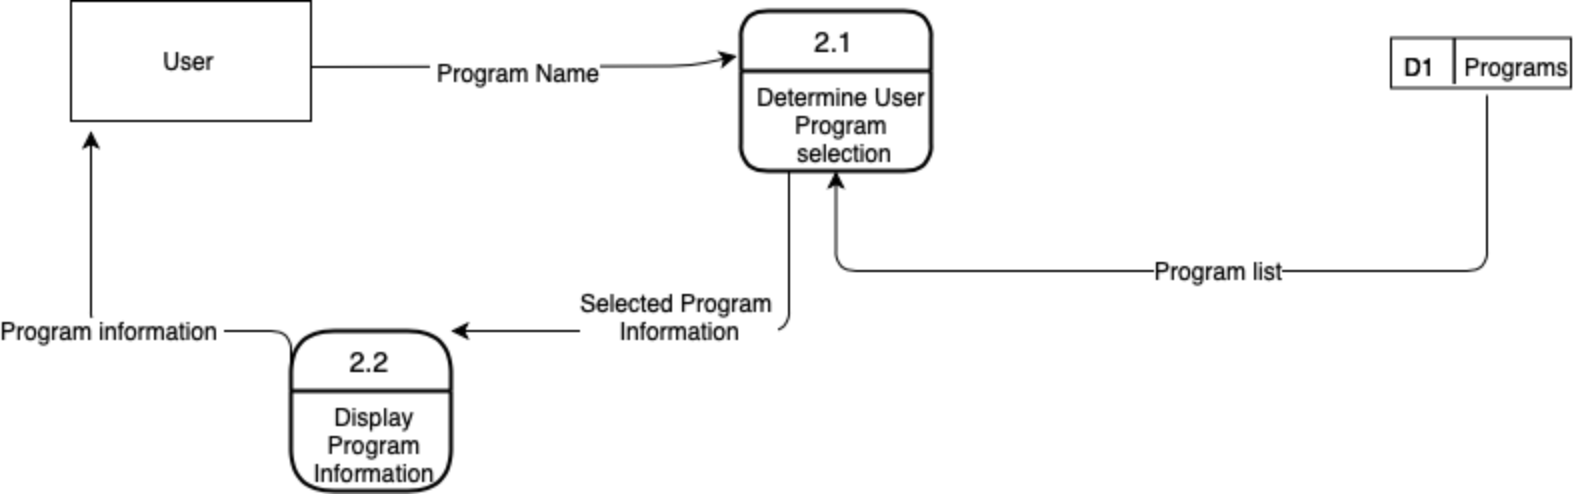 User
Program Name
2.1
Determine User
Program
selection
D1 Programs
Program list
Selected Program
Information
Program information
2.2
Display
Program
Information